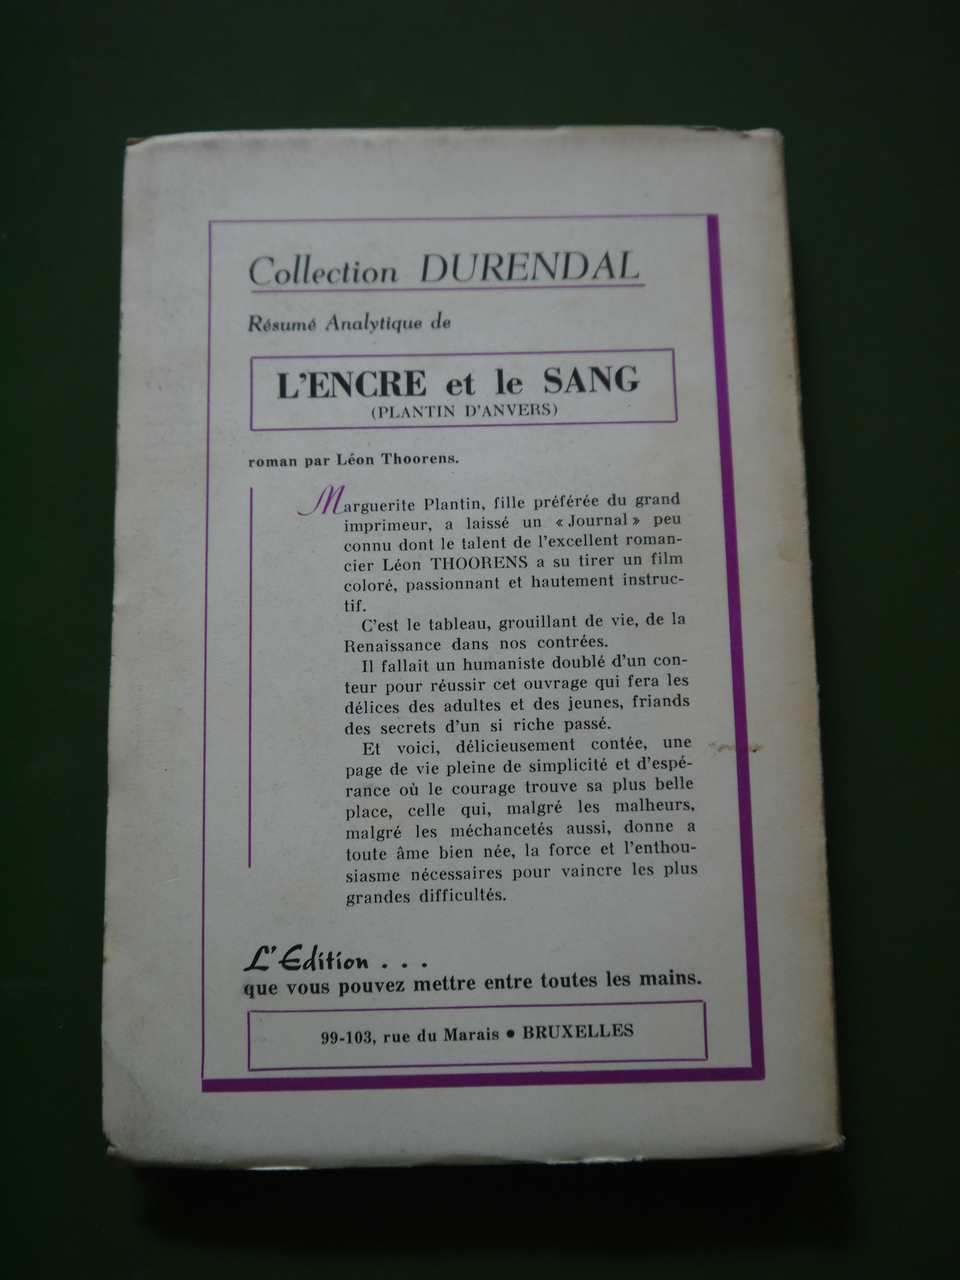 Collection DURENDAL
Résumé Analytique de
L'ENCRE et le SANG
(PLANTIN D'ANVERS)
roman par Léon Thoorens.
Marguerite Plantin, fille préférée du grand
imprimeur, a laissé un « Journal » peu
connu dont le talent de l'excellent roman-
cier Léon THOORENS a su tirer un film
coloré, passionnant et hautement instruc-
tif.
C'est le tableau, grouillant de vie, de la
Renaissance dans nos contrées.
Il fallait un humaniste doublé d'un con-
teur pour réussir cet ouvrage qui fera les
délices des adultes et des jeunes, friands
des secrets d'un si riche passé.
Et voici, délicieusement contée, une
page de vie pleine de simplicité et d'espé-
rance où le courage trouve sa plus belle
place, celle qui, malgré les malheurs,
malgré les méchancetés aussi, donne a
toute âme bien née, la force et l'enthou-
siasme nécessaires pour vaincre les plus
grandes difficultés.
L'Edition . . .
que vous pouvez mettre entre toutes les mains.
99-103, rue du Marais • BRUXELLES